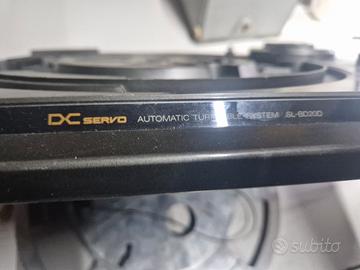 DC SERVO AUTOMATIC TURNTABLE SYSTEM SL-BD20D
subito